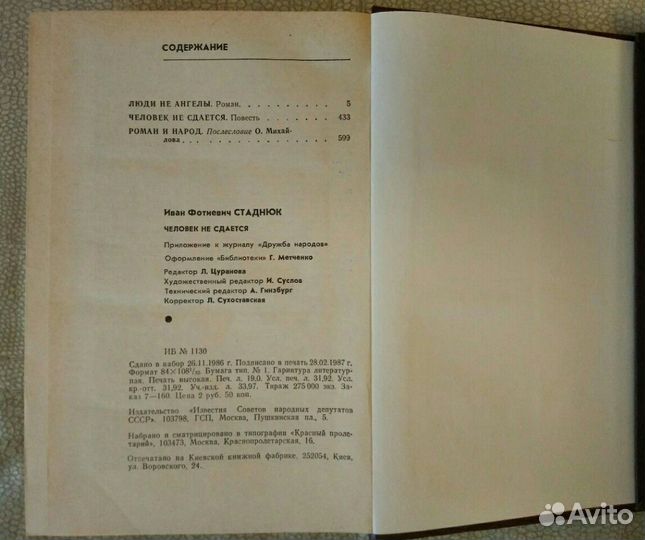 СОДЕРЖАНИЕ
ЛЮДИ НЕ АНГЕЛЫ. Роман. . . . . . . . . . 5
ЧЕЛОВЕК НЕ СДАЕТСЯ. Повесть . . . . . . . 433
РОМАН И НАРОД. Послесловие О. Михай-
лова . . . . . . . . . . . . . . . 599
Иван Фотиевич СТАДНЮК
ЧЕЛОВЕК НЕ СДАЕТСЯ
Приложение к журналу «Дружба народов»
Оформление «Библиотеки» Г. Метченко
Редактор Л. Цуранова
Художественный редактор И. Суслов
Технический редактор А. Гинзбург
Корректор Л. Сухоставская
ИБ № 1130
Сдано в набор 26.11.1986 г. Подписано в печать 28.02.1987 г.
Формат 84×108¹/₃₂. Бумага тип. № 1. Гарнитура литератур-
ная. Печать высокая. Печ. л. 19,0. Усл. печ. л. 31,92. Усл.
кр.-отт. 31,92. Уч.-изд. л. 33,97. Тираж 275 000 экз. За-
каз 7—160. Цена 2 руб. 50 коп.
Издательство «Известия Советов народных депутатов
СССР». 103798, ГСП, Москва, Пушкинская пл., 5.
Набрано и сматрицировано в типографии «Красный проле-
тарий», 103473, Москва, Краснопролетарская, 16.
Отпечатано на Киевской книжной фабрике, 252054, Киев,
ул. Воровского, 24.
Avito